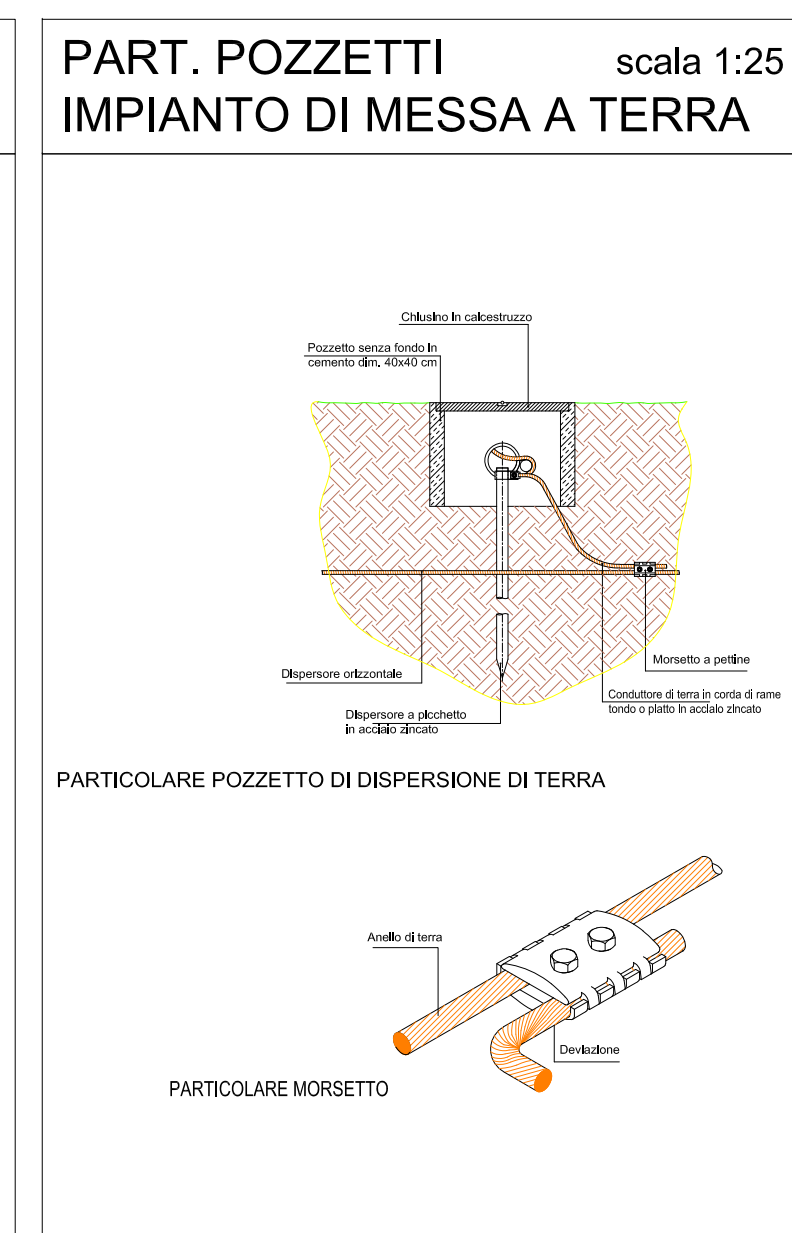 PART. POZZETTI scala 1:25
IMPIANTO DI MESSA A TERRA
Chiusino in calcestruzzo
Pozzetto senza fondo in
cemento dim. 40x40 cm
Morsetto a pettine
Dispersore orizzontale
Conduttore di terra in corda di rame
tondo o piatto in acciaio zincato
Dispersore a picchetto
in acciaio zincato
PARTICOLARE POZZETTO DI DISPERSIONE DI TERRA
Anello di terra
Deviazione
PARTICOLARE MORSETTO